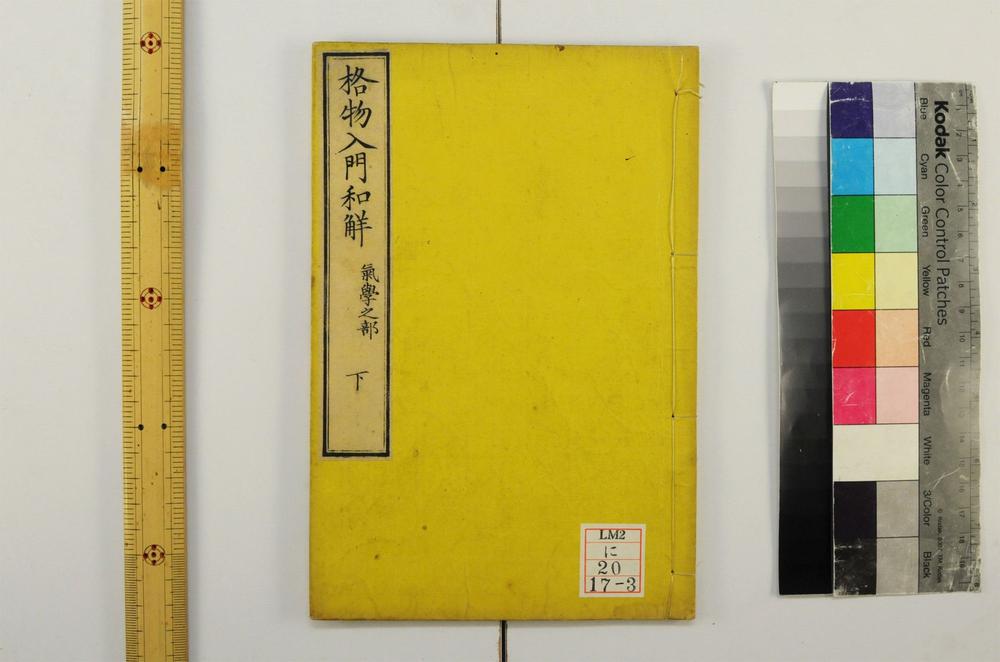 格物入門和解
氣學之部
下
LM2
に
20
17-3
Kodak Color Control Patches
Blue
Cyan
Green
Yellow
Red
Magenta
White
3/Color
Black